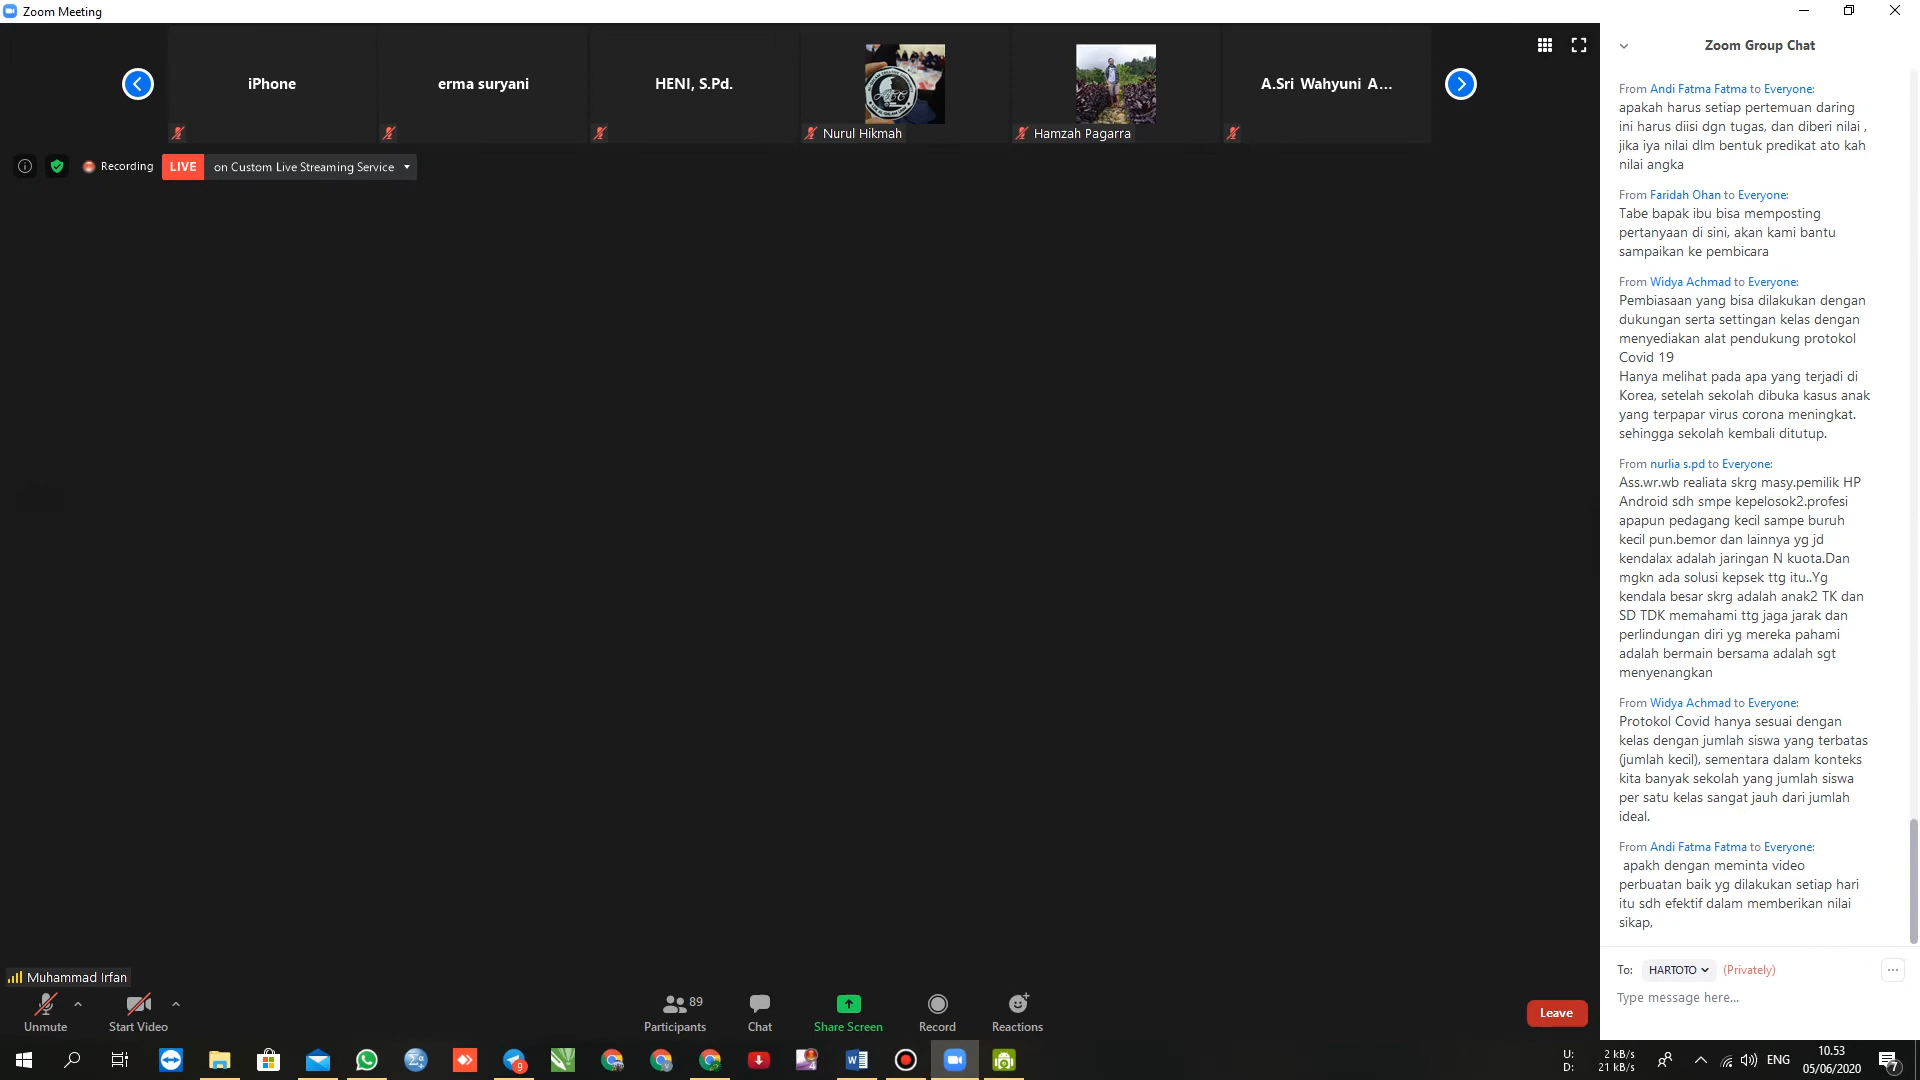 Zoom Meeting
iPhone
erma suryani
HENI, S.Pd.
Nurul Hikmah
Hamzah Pagarra
A.Sri Wahyuni A...
Recording
LIVE
on Custom Live Streaming Service
Muhammad Irfan
Unmute
Start Video
89
Participants
Chat
Share Screen
Record
Reactions
Leave
Zoom Group Chat
From Andi Fatma Fatma to Everyone:
apakah harus setiap pertemuan daring
ini harus diisi dgn tugas, dan diberi nilai ,
jika iya nilai dlm bentuk predikat ato kah
nilai angka
From Faridah Ohan to Everyone:
Tabe bapak ibu bisa memposting
pertanyaan di sini, akan kami bantu
sampaikan ke pembicara
From Widya Achmad to Everyone:
Pembiasaan yang bisa dilakukan dengan
dukungan serta settingan kelas dengan
menyediakan alat pendukung protokol
Covid 19
Hanya melihat pada apa yang terjadi di
Korea, setelah sekolah dibuka kasus anak
yang terpapar virus corona meningkat.
sehingga sekolah kembali ditutup.
From nurlia s.pd to Everyone:
Ass.wr.wb realiata skrg masy.pemilik HP
Android sdh smpe kepelosok2.profesi
apapun pedagang kecil sampe buruh
kecil pun.bemor dan lainnya yg jd
kendalax adalah jaringan N kuota.Dan
mgkn ada solusi kepsek ttg itu..Yg
kendala besar skrg adalah anak2 TK dan
SD TDK memahami ttg jaga jarak dan
perlindungan diri yg mereka pahami
adalah bermain bersama adalah sgt
menyenangkan
From Widya Achmad to Everyone:
Protokol Covid hanya sesuai dengan
kelas dengan jumlah siswa yang terbatas
(jumlah kecil), sementara dalam konteks
kita banyak sekolah yang jumlah siswa
per satu kelas sangat jauh dari jumlah
ideal.
From Andi Fatma Fatma to Everyone:
apakh dengan meminta video
perbuatan baik yg dilakukan setiap hari
itu sdh efektif dalam memberikan nilai
sikap,
To: HARTOTO (Privately)
Type message here...
U: 2 kB/s
D: 21 kB/s
ENG
10.53
05/06/2020
9
7